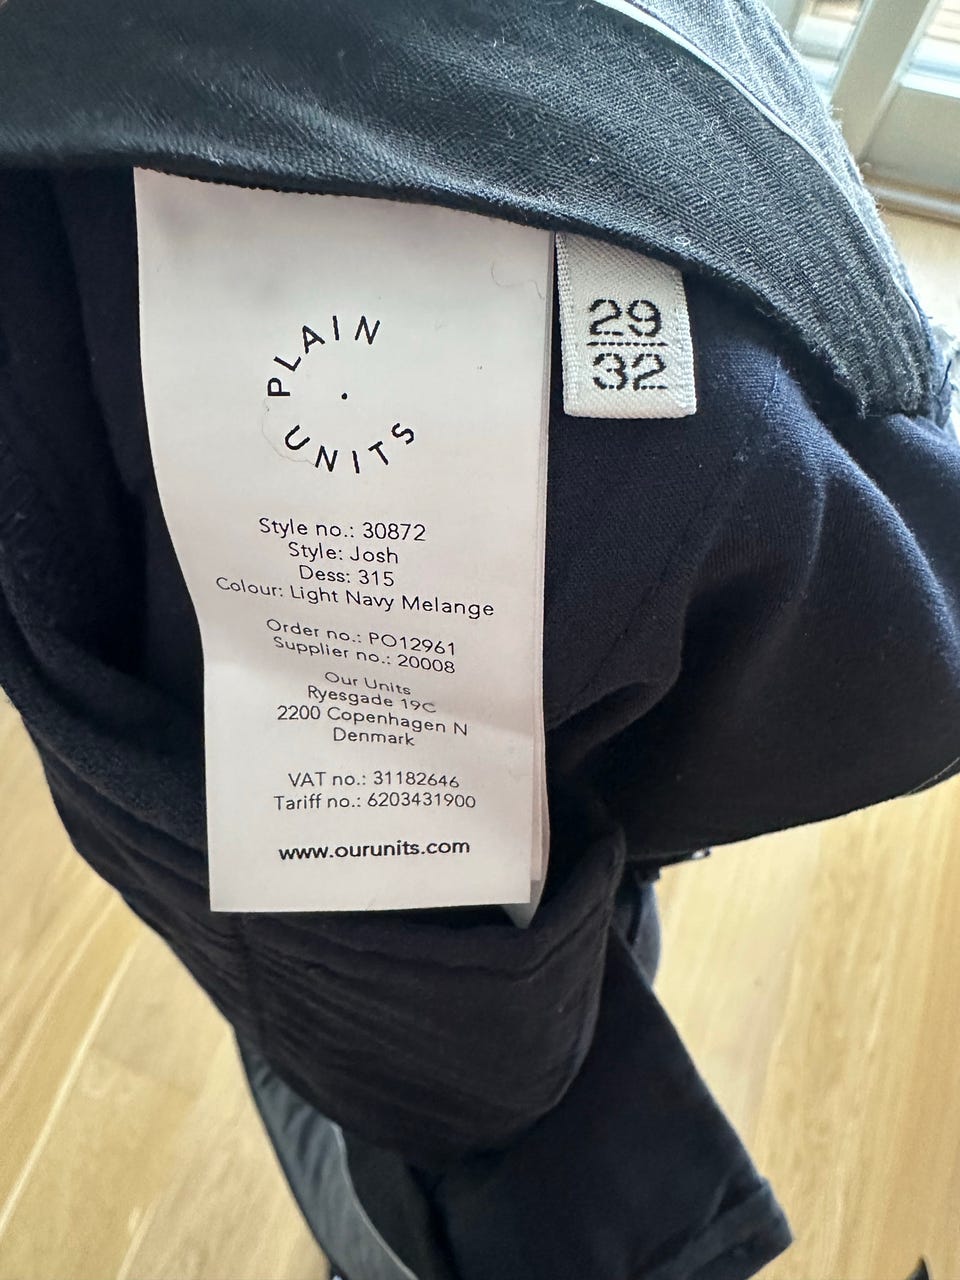 PLAIN
UNITS
29
32
Style no.: 30872
Style: Josh
Dess: 315
Colour: Light Navy Melange
Order no.: PO12961
Supplier no.: 20008
Our Units
Ryesgade 19C
2200 Copenhagen N
Denmark
VAT no.: 31182646
Tariff no.: 6203431900
www.ourunits.com